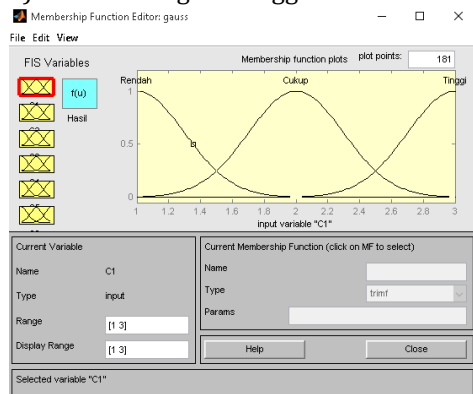 Membership Function Editor: gauss
File Edit View
FIS Variables
f(u)
Hasil
Membership function plots
plot points:
181
Rendah
Cukup
Tinggi
1
0.5
0
1 1.2 1.4 1.6 1.8 2 2.2 2.4 2.6 2.8 3
input variable "C1"
Current Variable
Name C1
Type input
Range [1 3]
Display Range [1 3]
Current Membership Function (click on MF to select)
Name
Type trimf
Params
Help
Close
Selected variable "C1"